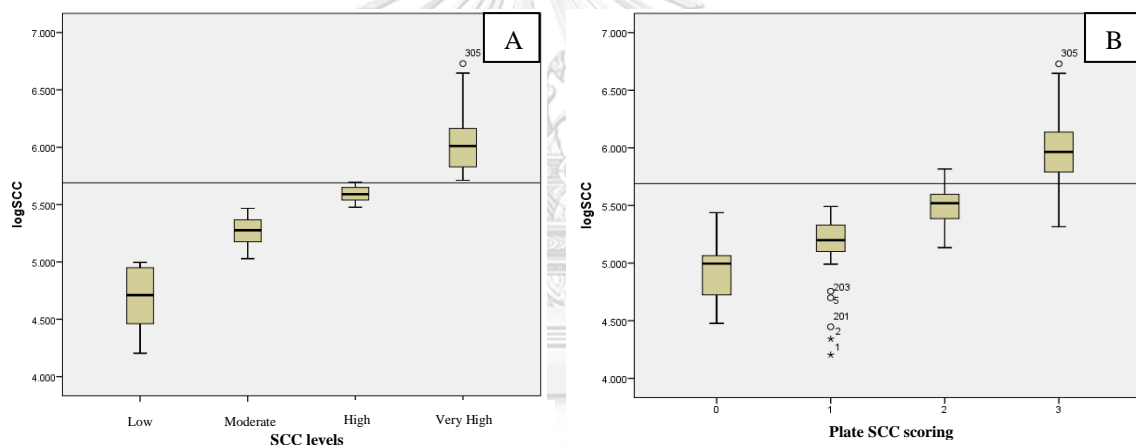 A
7.000
6.500
6.000
5.500
5.000
4.500
4.000
logSCC
305
Low
Moderate
High
Very High
SCC levels
B
7.000
6.500
6.000
5.500
5.000
4.500
4.000
logSCC
305
203
5
201
2
1
0
1
2
3
Plate SCC scoring